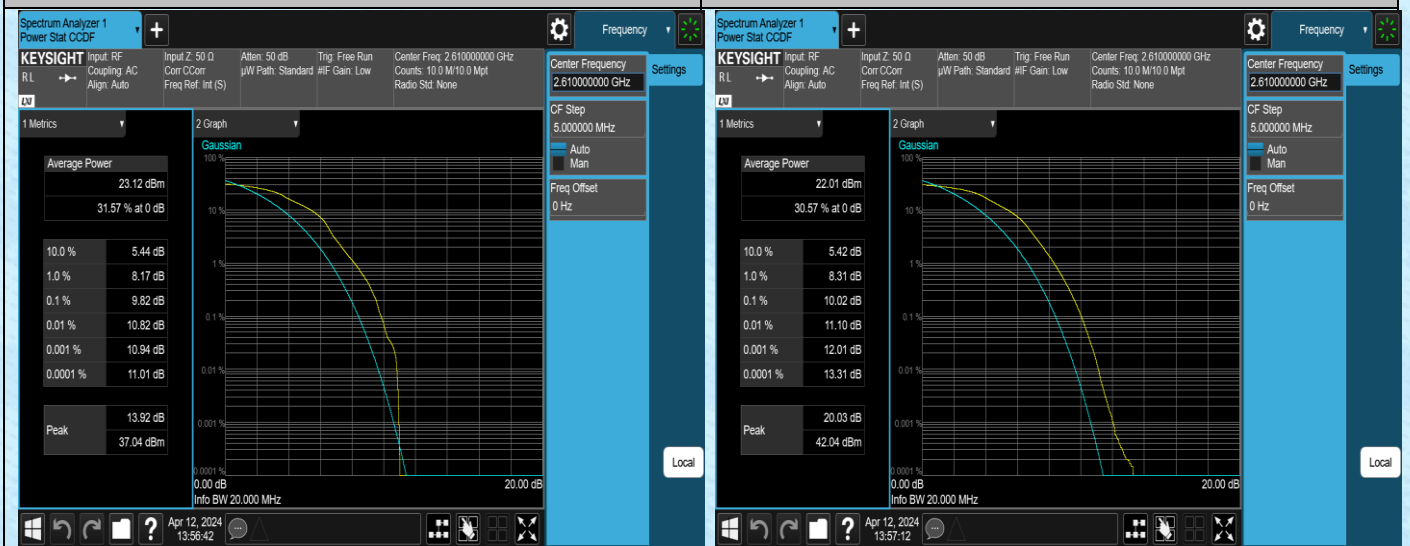 Spectrum Analyzer 1
Power Stat CCDF
Frequency
KEYSIGHT
Input: RF
Coupling: AC
Align: Auto
Input Z: 50 Ω
Corr CCorr
Freq Ref: Int (S)
Atten: 50 dB
µW Path: Standard
Trig: Free Run
#IF Gain: Low
Center Freq: 2.610000000 GHz
Counts: 10.0 M/10.0 Mpt
Radio Std: None
RL
LXI
Center Frequency
2.610000000 GHz
Settings
CF Step
5.000000 MHz
Auto
Man
Freq Offset
0 Hz
1 Metrics
2 Graph
Gaussian
Average Power
23.12 dBm
31.57 % at 0 dB
10.0 % 5.44 dB
1.0 % 8.17 dB
0.1 % 9.82 dB
0.01 % 10.82 dB
0.001 % 10.94 dB
0.0001 % 11.01 dB
Peak
13.92 dB
37.04 dBm
100 %
10 %
1 %
0.1 %
0.01 %
0.001 %
0.0001 %
0.00 dB
20.00 dB
Info BW 20.000 MHz
Local
?
Apr 12, 2024
13:56:42
Spectrum Analyzer 1
Power Stat CCDF
Frequency
KEYSIGHT
Input: RF
Coupling: AC
Align: Auto
Input Z: 50 Ω
Corr CCorr
Freq Ref: Int (S)
Atten: 50 dB
µW Path: Standard
Trig: Free Run
#IF Gain: Low
Center Freq: 2.610000000 GHz
Counts: 10.0 M/10.0 Mpt
Radio Std: None
RL
LXI
Center Frequency
2.610000000 GHz
Settings
CF Step
5.000000 MHz
Auto
Man
Freq Offset
0 Hz
1 Metrics
2 Graph
Gaussian
Average Power
22.01 dBm
30.57 % at 0 dB
10.0 % 5.42 dB
1.0 % 8.31 dB
0.1 % 10.02 dB
0.01 % 11.10 dB
0.001 % 12.01 dB
0.0001 % 13.31 dB
Peak
20.03 dB
42.04 dBm
100 %
10 %
1 %
0.1 %
0.01 %
0.001 %
0.0001 %
0.00 dB
20.00 dB
Info BW 20.000 MHz
Local
?
Apr 12, 2024
13:57:12